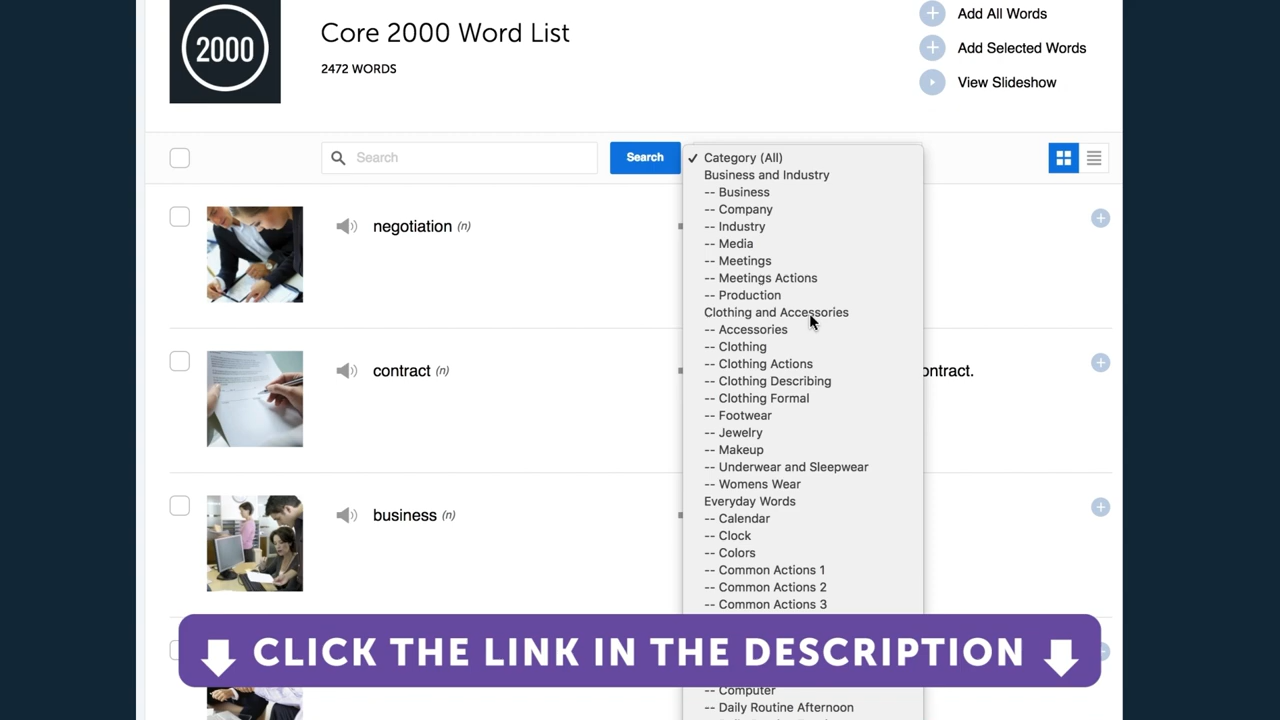 2000
Core 2000 Word List
2472 WORDS
Add All Words
Add Selected Words
View Slideshow
Search
Search
✓ Category (All)
Business and Industry
-- Business
-- Company
-- Industry
-- Media
-- Meetings
-- Meetings Actions
-- Production
Clothing and Accessories
-- Accessories
-- Clothing
-- Clothing Actions
-- Clothing Describing
-- Clothing Formal
-- Footwear
-- Jewelry
-- Makeup
-- Underwear and Sleepwear
-- Womens Wear
Everyday Words
-- Calendar
-- Clock
-- Colors
-- Common Actions 1
-- Common Actions 2
-- Common Actions 3
-- Computer
-- Daily Routine Afternoon
negotiation (n)
contract (n)
ontract.
business (n)
CLICK THE LINK IN THE DESCRIPTION